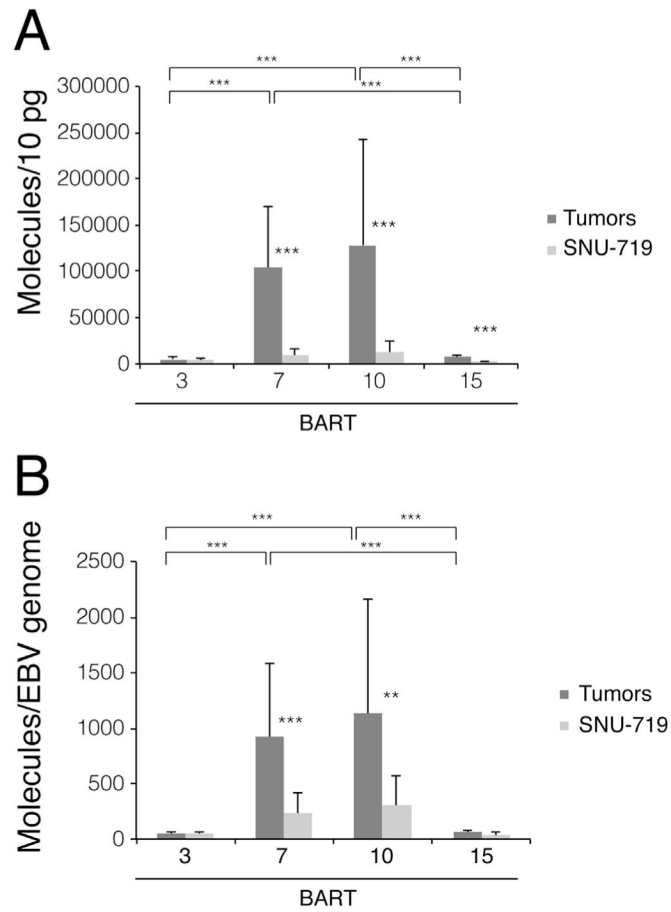 A
*** ***
*** ***
300000
250000
200000
150000
100000
50000
0
Molecules/10 pg
*** *** ***
Tumors
SNU-719
3 7 10 15
BART
B
*** ***
*** ***
2500
2000
1500
1000
500
0
Molecules/EBV genome
*** **
Tumors
SNU-719
3 7 10 15
BART